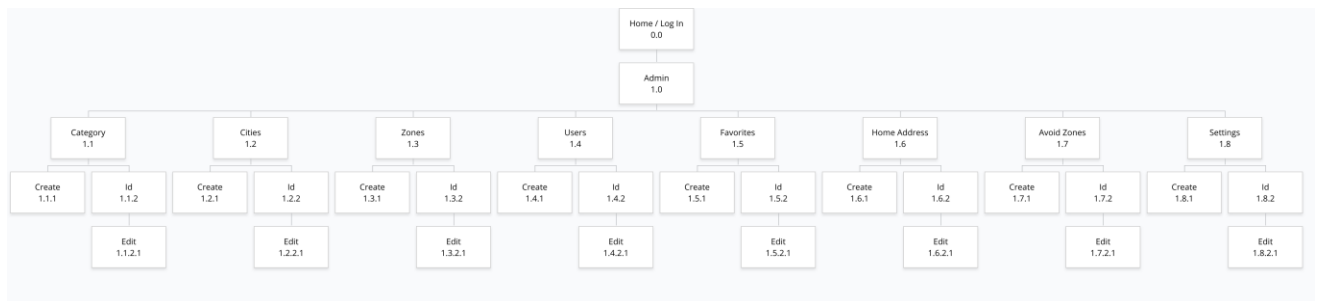 Home / Log In
0.0
Admin
1.0
Category
1.1
Cities
1.2
Zones
1.3
Users
1.4
Favorites
1.5
Home Address
1.6
Avoid Zones
1.7
Settings
1.8
Create
1.1.1
Id
1.1.2
Create
1.2.1
Id
1.2.2
Create
1.3.1
Id
1.3.2
Create
1.4.1
Id
1.4.2
Create
1.5.1
Id
1.5.2
Create
1.6.1
Id
1.6.2
Create
1.7.1
Id
1.7.2
Create
1.8.1
Id
1.8.2
Edit
1.1.2.1
Edit
1.2.2.1
Edit
1.3.2.1
Edit
1.4.2.1
Edit
1.5.2.1
Edit
1.6.2.1
Edit
1.7.2.1
Edit
1.8.2.1